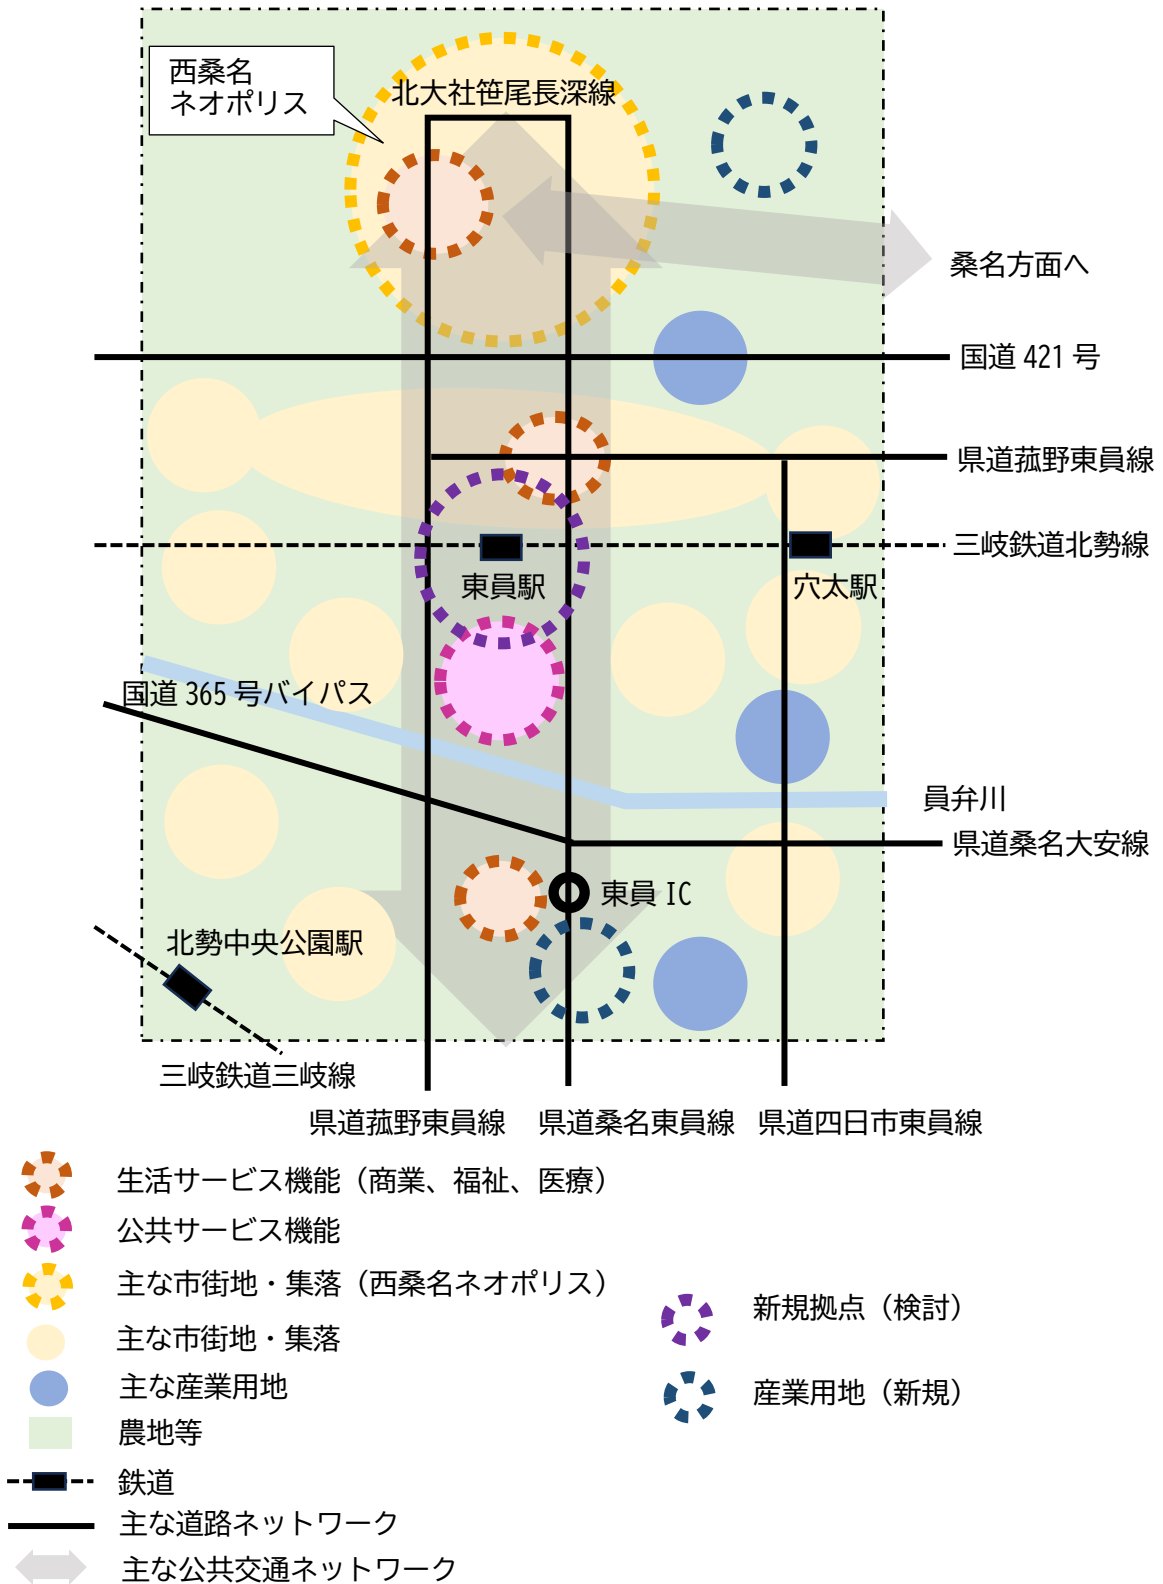 西桑名
ネオポリス
北大社笹尾長深線
桑名方面へ
国道 421 号
県道菰野東員線
三岐鉄道北勢線
東員駅
穴太駅
国道 365 号バイパス
員弁川
県道桑名大安線
東員 IC
北勢中央公園駅
三岐鉄道三岐線
県道菰野東員線
県道桑名東員線
県道四日市東員線
生活サービス機能（商業、福祉、医療）
公共サービス機能
主な市街地・集落（西桑名ネオポリス）
主な市街地・集落
主な産業用地
農地等
鉄道
主な道路ネットワーク
主な公共交通ネットワーク
新規拠点（検討）
産業用地（新規）